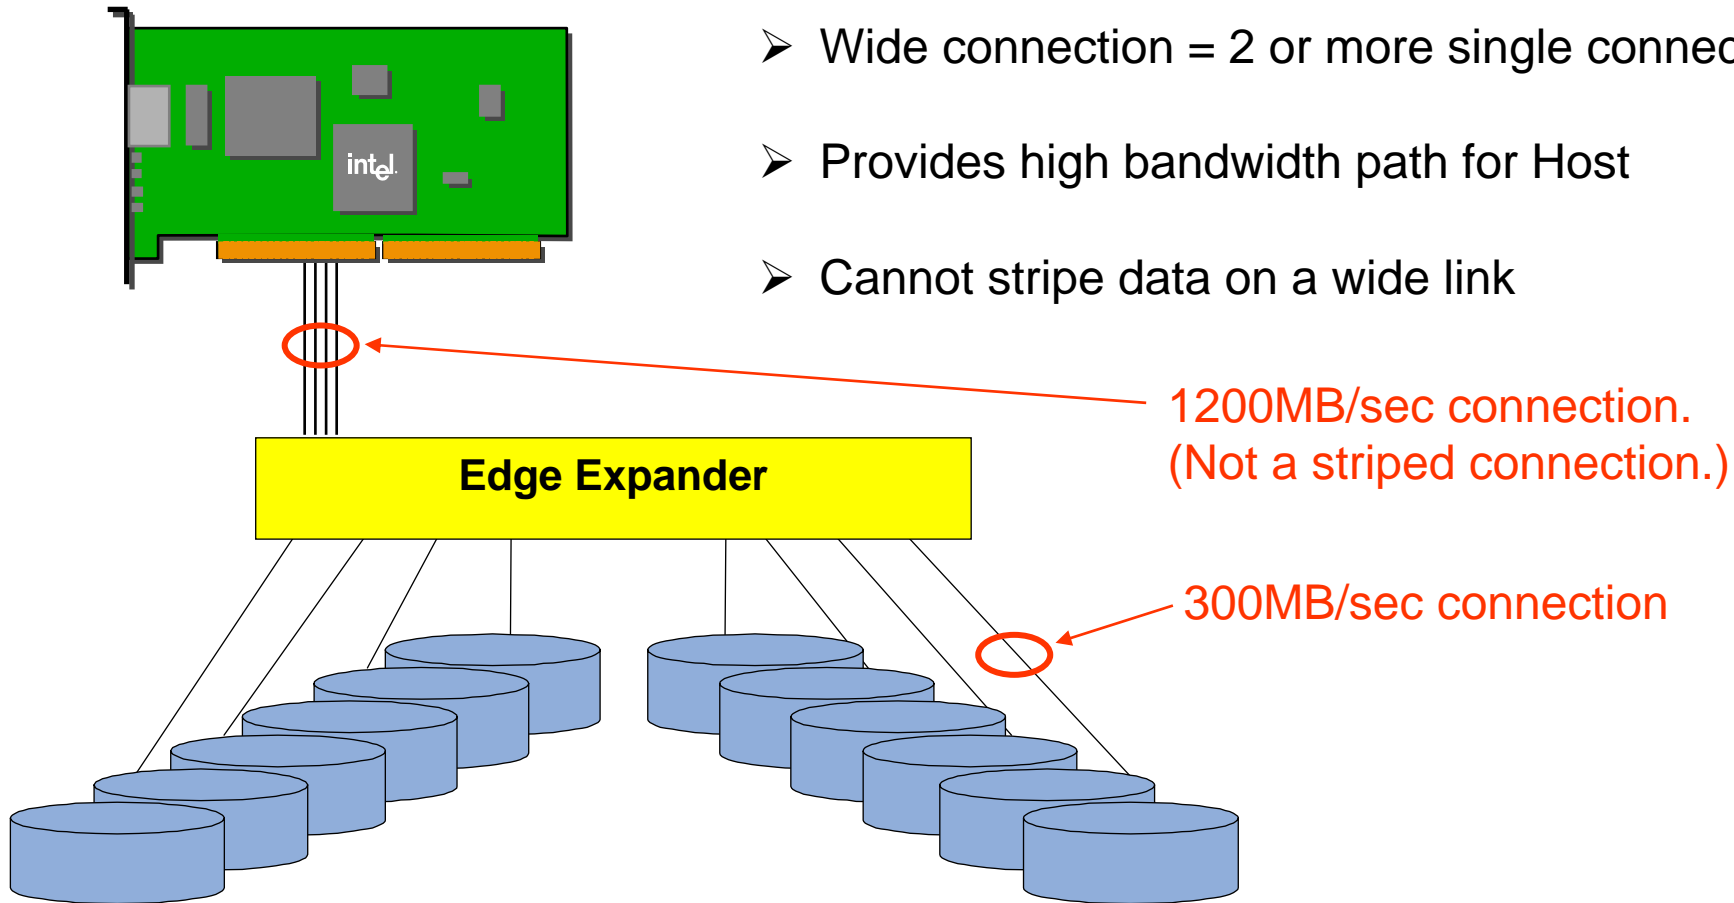 ➢ Wide connection = 2 or more single connec
➢ Provides high bandwidth path for Host
intel.
➢ Cannot stripe data on a wide link
1200MB/sec connection.
(Not a striped connection.)
Edge Expander
300MB/sec connection